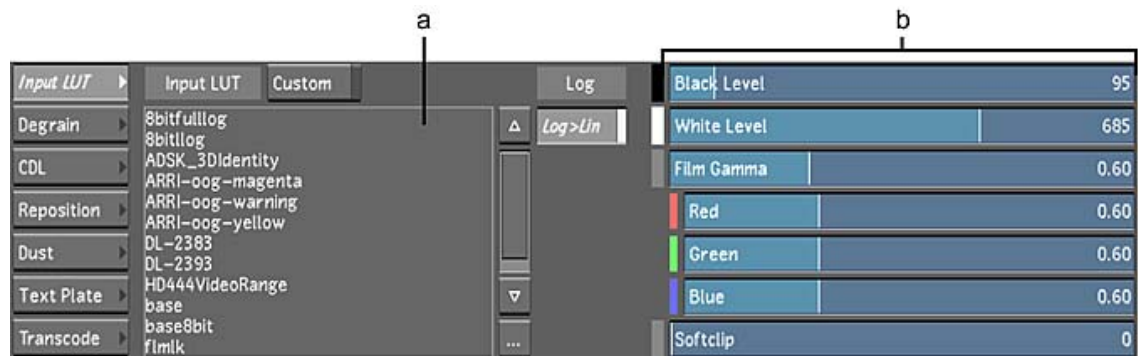 a
b
Input LUT
Degrain
CDL
Reposition
Dust
Text Plate
Transcode
Input LUT Custom
8bitfulllog
8bitllog
ADSK_3DIdentity
ARRI-oog-magenta
ARRI-oog-warning
ARRI-oog-yellow
DL-2383
DL-2393
HD444VideoRange
base
base8bit
flmlk
...
Log
Log>Lin
Black Level 95
White Level 685
Film Gamma 0.60
Red 0.60
Green 0.60
Blue 0.60
Softclip 0